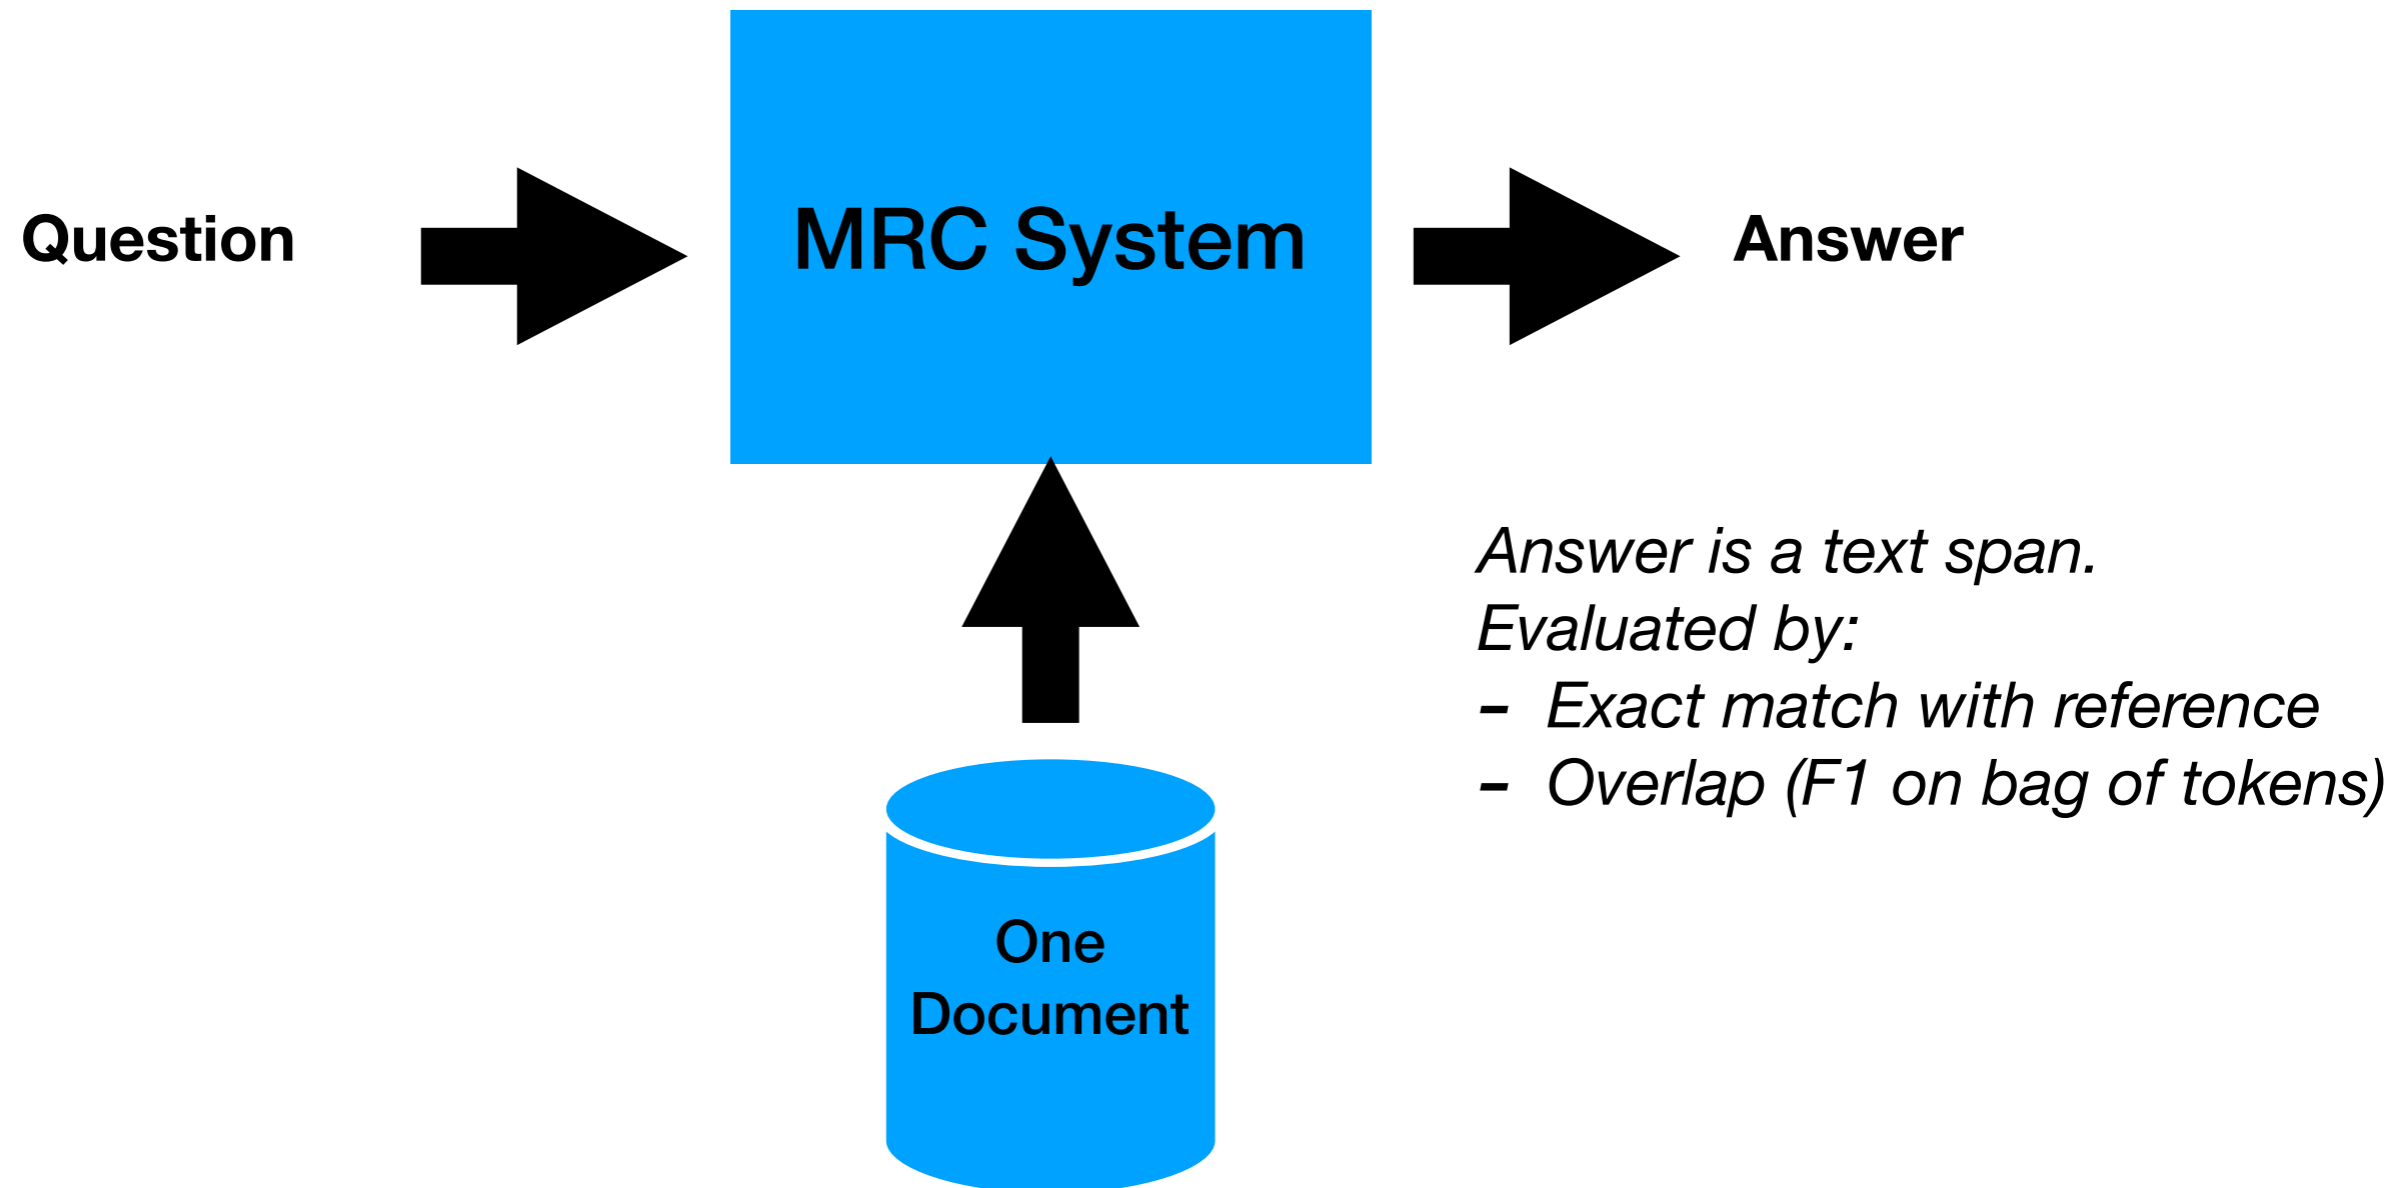 Question
MRC System
Answer
Answer is a text span.
Evaluated by:
- Exact match with reference
- Overlap (F1 on bag of tokens)
One
Document